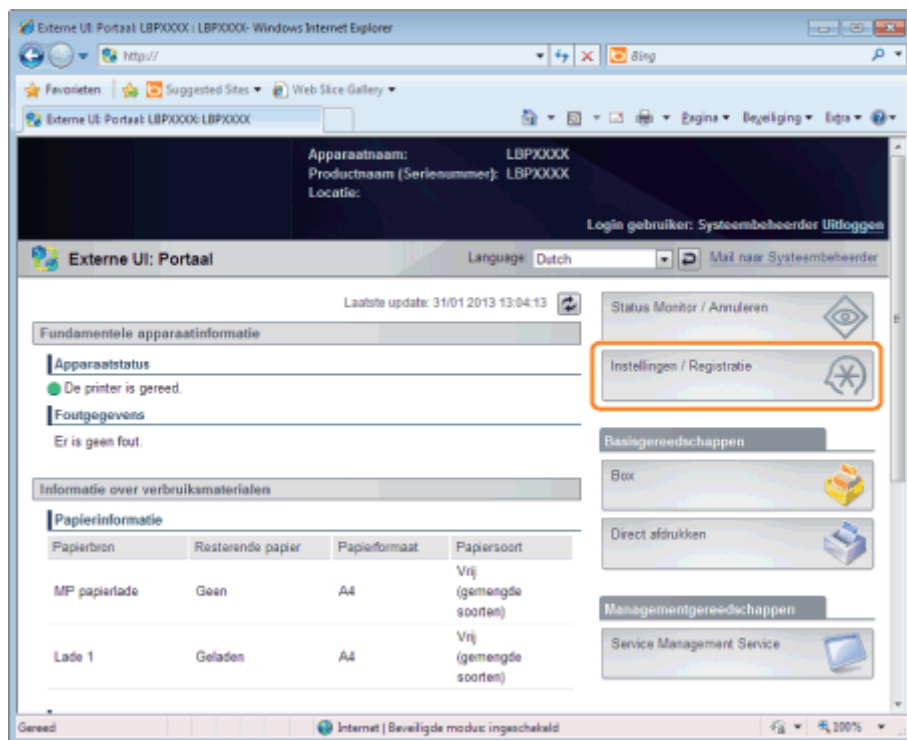 Externe UI: Portaal: LBPXXXX : LBPXXXX- Windows Internet Explorer
http://
Bing
Favorieten
Suggested Sites
Web Slice Gallery
Externe UI: Portaal: LBPXXXX: LBPXXXX
Pagina
Beveiliging
Extra
Apparaatnaam: LBPXXXX
Productnaam (Serienummer): LBPXXXX
Locatie:
Login gebruiker: Systeembeheerder Uitloggen
Externe UI: Portaal
Language: Dutch
Mail naar Systeembeheerder
Laatste update: 31/01 2013 13:04:13
Fundamentele apparaatinformatie
Apparaatstatus
De printer is gereed.
Foutgegevens
Er is geen fout.
Informatie over verbruiksmaterialen
Papierinformatie
Papierbron Resterende papier Papierformaat Papiersoort
MP papierlade Geen A4 Vrij (gemengde soorten)
Lade 1 Geladen A4 Vrij (gemengde soorten)
Status Monitor / Annuleren
Instellingen / Registratie
Basisgereedschappen
Box
Direct afdrukken
Managementgereedschappen
Service Management Service
Gereed
Internet | Beveiligde modus: ingeschakeld
100%